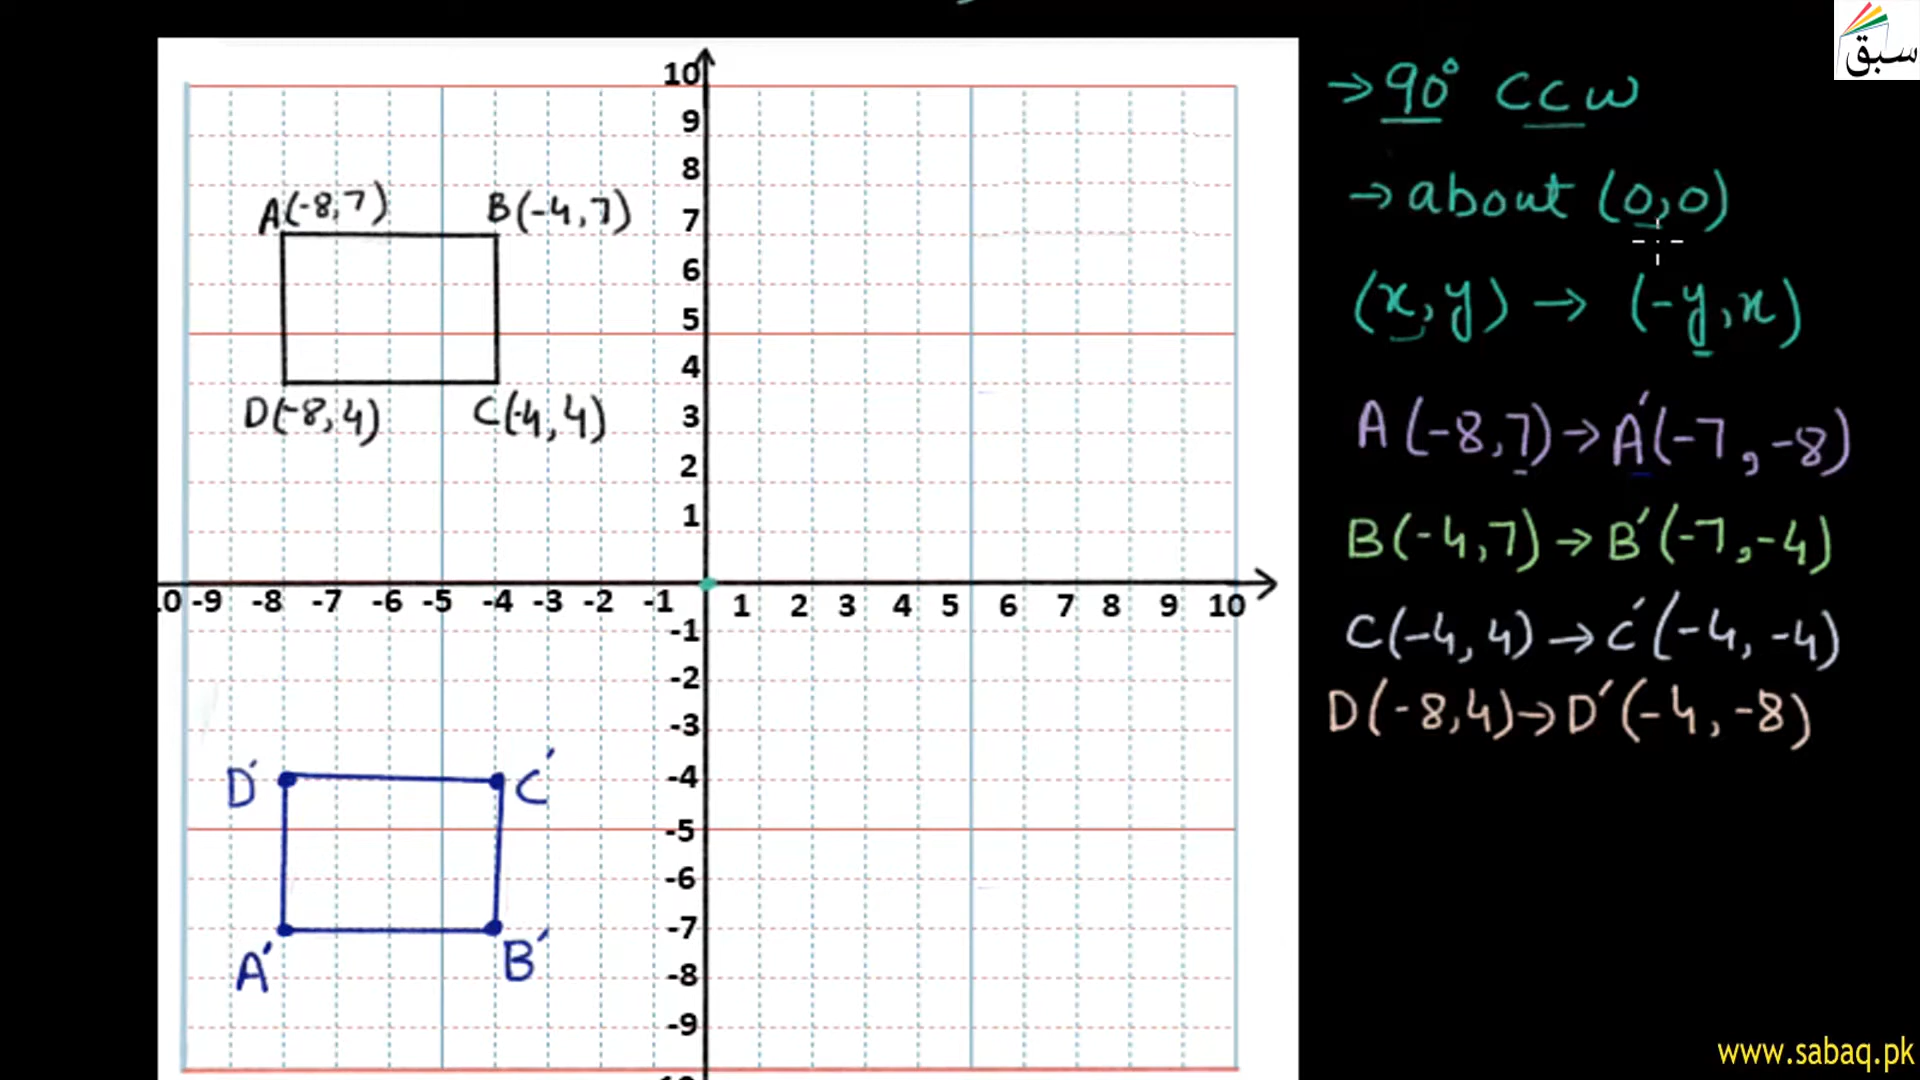 سبق
→ 90° CCW
→ about (0,0)
(x,y) → (-y,x)
A(-8,7) → A'(-7,-8)
B(-4,7) → B'(-7,-4)
C(-4,4) → C'(-4,-4)
D(-8,4) → D'(-4,-8)
10
9
8
A(-8,7) B(-4,7) 7
6
5
4
D(-8,4) C(-4,4) 3
2
1
-9 -8 -7 -6 -5 -4 -3 -2 -1 1 2 3 4 5 6 7 8 9 10
-1
-2
-3
D' C' -4
-5
-6
-7
A' B' -8
-9
www.sabaq.pk